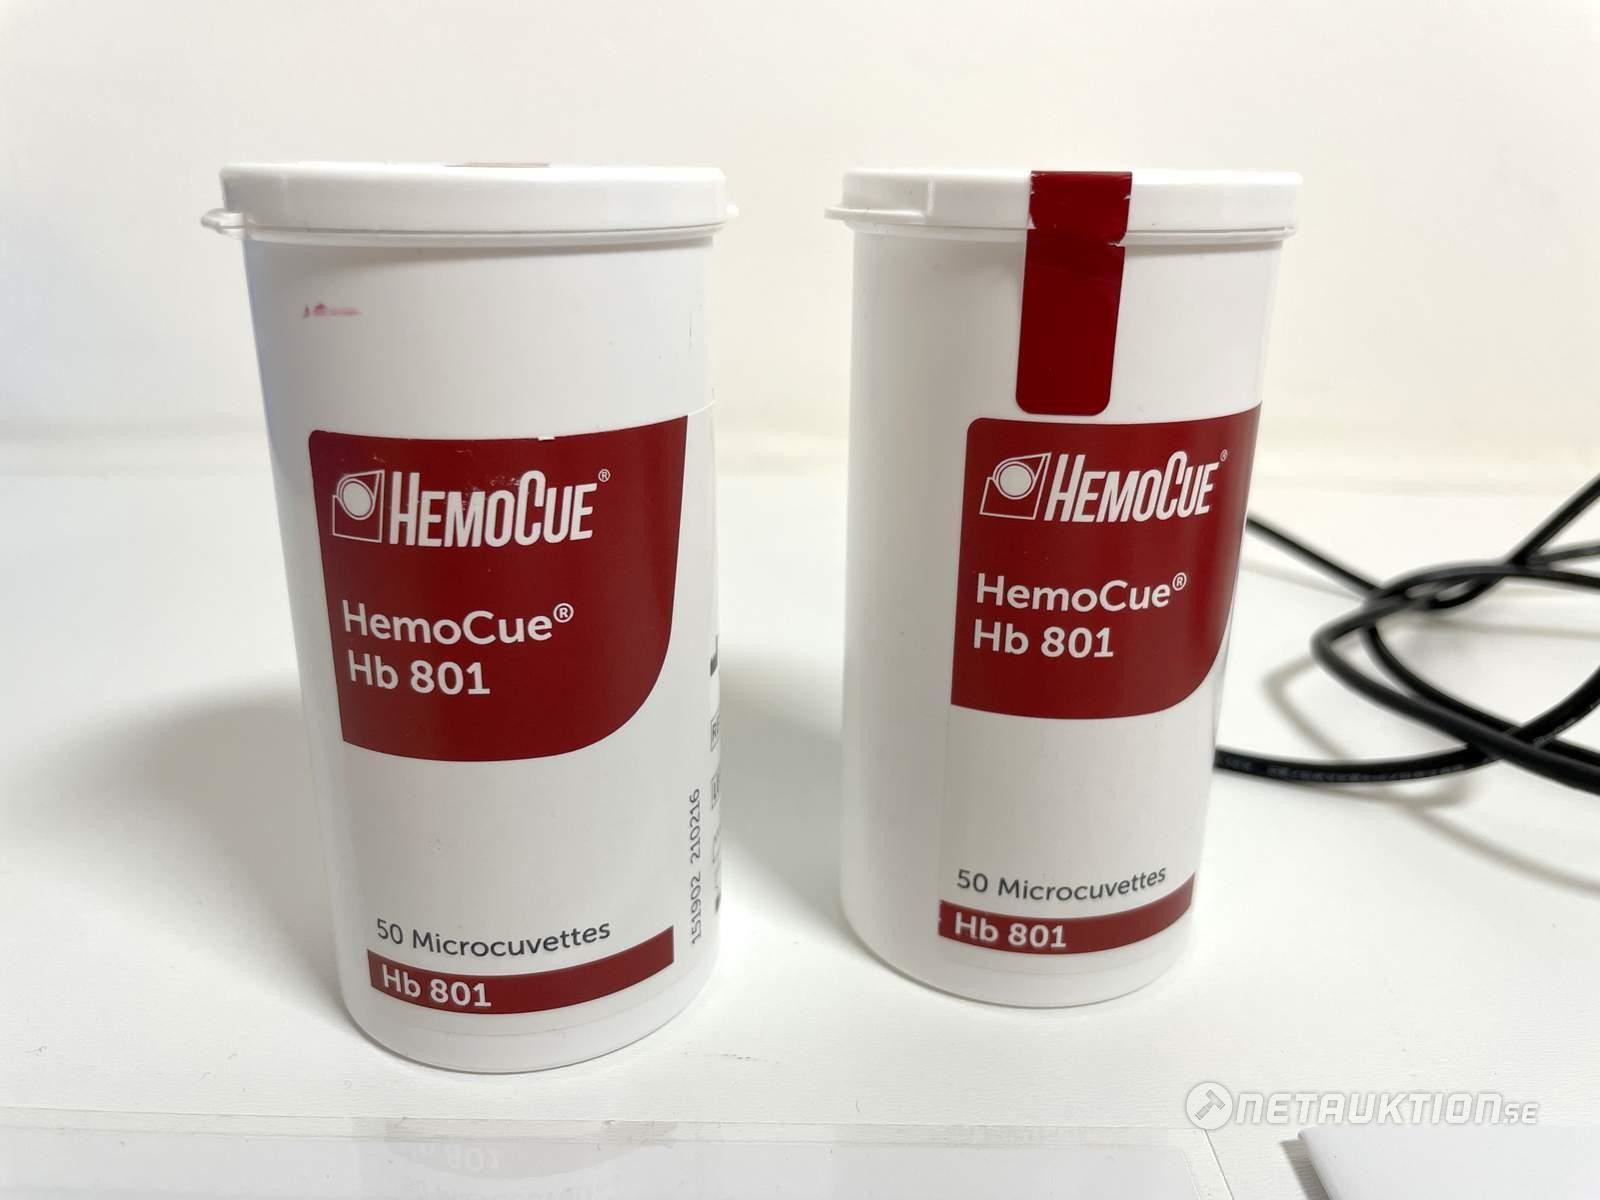 HEMOCUE®
HemoCue®
Hb 801
50 Microcuvettes
Hb 801
151902 210216
HEMOCUE®
HemoCue®
Hb 801
50 Microcuvettes
Hb 801
NETAUKTION.SE